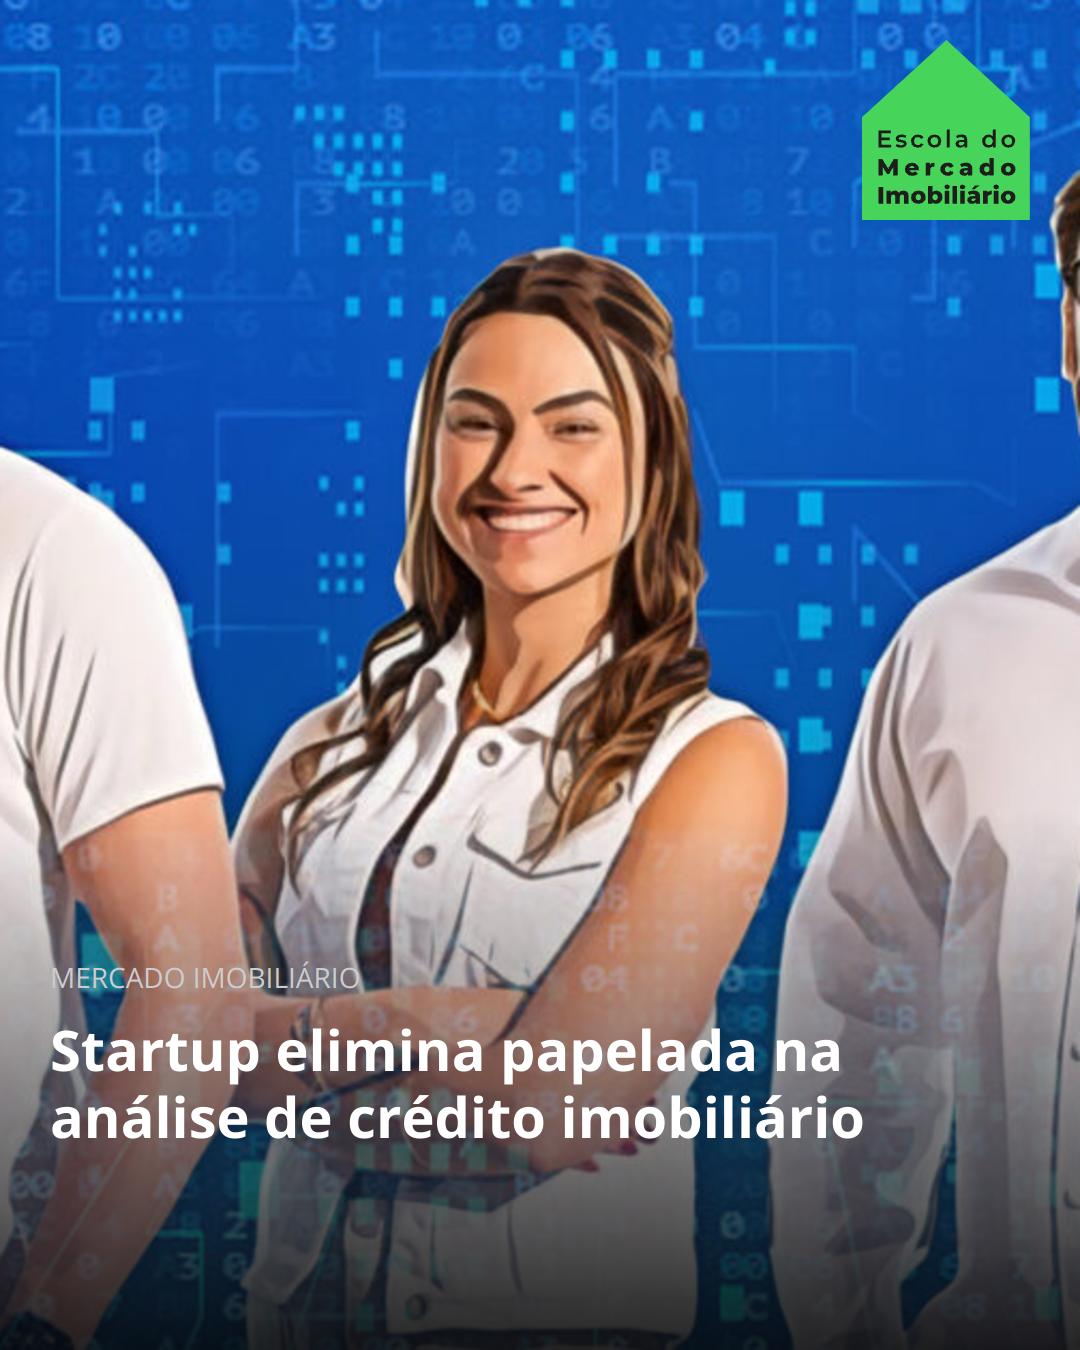 Escola do
Mercado
Imobiliário
MERCADO IMOBILIÁRIO
Startup elimina papelada na
análise de crédito imobiliário